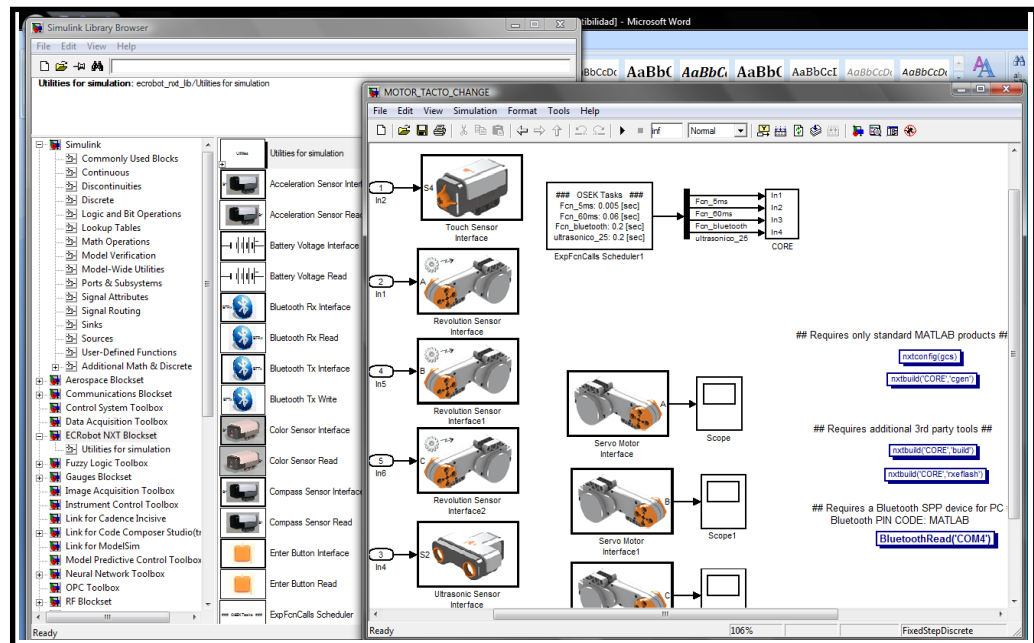 tibilidad] - Microsoft Word
Simulink Library Browser
File Edit View Help
Utilities for simulation: ecrobot_nxt_lib/Utilities for simulation
BbCcDc AaBbC AaBbC AaBbC AaBbCcI AaBbCcDc AaBbCcDc
Simulink
Commonly Used Blocks
Continuous
Discontinuities
Discrete
Logic and Bit Operations
Lookup Tables
Math Operations
Model Verification
Model-Wide Utilities
Ports & Subsystems
Signal Attributes
Signal Routing
Sinks
Sources
User-Defined Functions
Additional Math & Discrete
Aerospace Blockset
Communications Blockset
Control System Toolbox
Data Acquisition Toolbox
ECRobot NXT Blockset
Utilities for simulation
Fuzzy Logic Toolbox
Gauges Blockset
Image Acquisition Toolbox
Instrument Control Toolbox
Link for Cadence Incisive
Link for Code Composer Studio(t
Link for ModelSim
Model Predictive Control Toolbox
Neural Network Toolbox
OPC Toolbox
RF Blockset
Ready
Utilities for simulation
Acceleration Sensor Interf
Acceleration Sensor Read
Battery Voltage Interface
Battery Voltage Read
Bluetooth Rx Interface
Bluetooth Rx Read
Bluetooth Tx Interface
Bluetooth Tx Write
Color Sensor Interface
Color Sensor Read
Compass Sensor Interface
Compass Sensor Read
Enter Button Interface
Enter Button Read
### OSEK Tasks ### ExpFcnCalls Scheduler
MOTOR_TACTO_CHANGE
File Edit View Simulation Format Tools Help
inf Normal
1
In2
S4
Touch Sensor
Interface
2
In1
A
Revolution Sensor
Interface
4
In5
B
Revolution Sensor
Interface1
5
In6
C
Revolution Sensor
Interface2
3
In4
S2
Ultrasonic Sensor
Interface
### OSEK Tasks ###
Fcn_5ms: 0.005 [sec]
Fcn_60ms: 0.06 [sec]
Fcn_bluetooth: 0.2 [sec]
ultrasonico_25: 0.2 [sec]
ExpFcnCalls Scheduler1
Fcn_5ms
Fcn_60ms
Fcn_bluetooth
ultrasonico_25
In1
In2
In3
In4
CORE
A
Servo Motor
Interface
Scope
B
Servo Motor
Interface1
Scope1
C
## Requires only standard MATLAB products ##
nxtconfig(gcs)
nxtbuild('CORE','cgen')
## Requires additional 3rd party tools ##
nxtbuild('CORE','build')
nxtbuild('CORE','rxeflash')
## Requires a Bluetooth SPP device for PC
Bluetooth PIN CODE: MATLAB
BluetoothRead('COM4')
Ready 106% FixedStepDiscrete